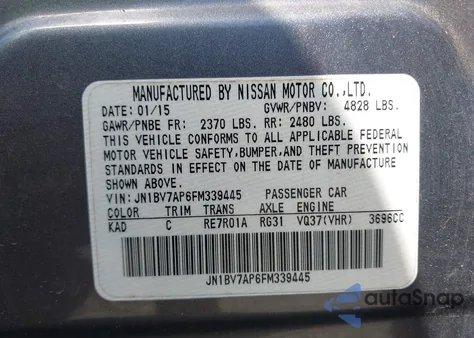 MANUFACTURED BY NISSAN MOTOR CO.,LTD.
DATE: 01/15 GVWR/PNBV: 4828 LBS.
GAWR/PNBE FR: 2370 LBS. RR: 2480 LBS.
THIS VEHICLE CONFORMS TO ALL APPLICABLE FEDERAL
MOTOR VEHICLE SAFETY,BUMPER,AND THEFT PREVENTION
STANDARDS IN EFFECT ON THE DATE OF MANUFACTURE
SHOWN ABOVE.
VIN: JN1BV7AP6FM339445 PASSENGER CAR
COLOR TRIM TRANS AXLE ENGINE
KAD C RE7R01A RG31 VQ37(VHR) 3696CC
JN1BV7AP6FM339445
autaSnap